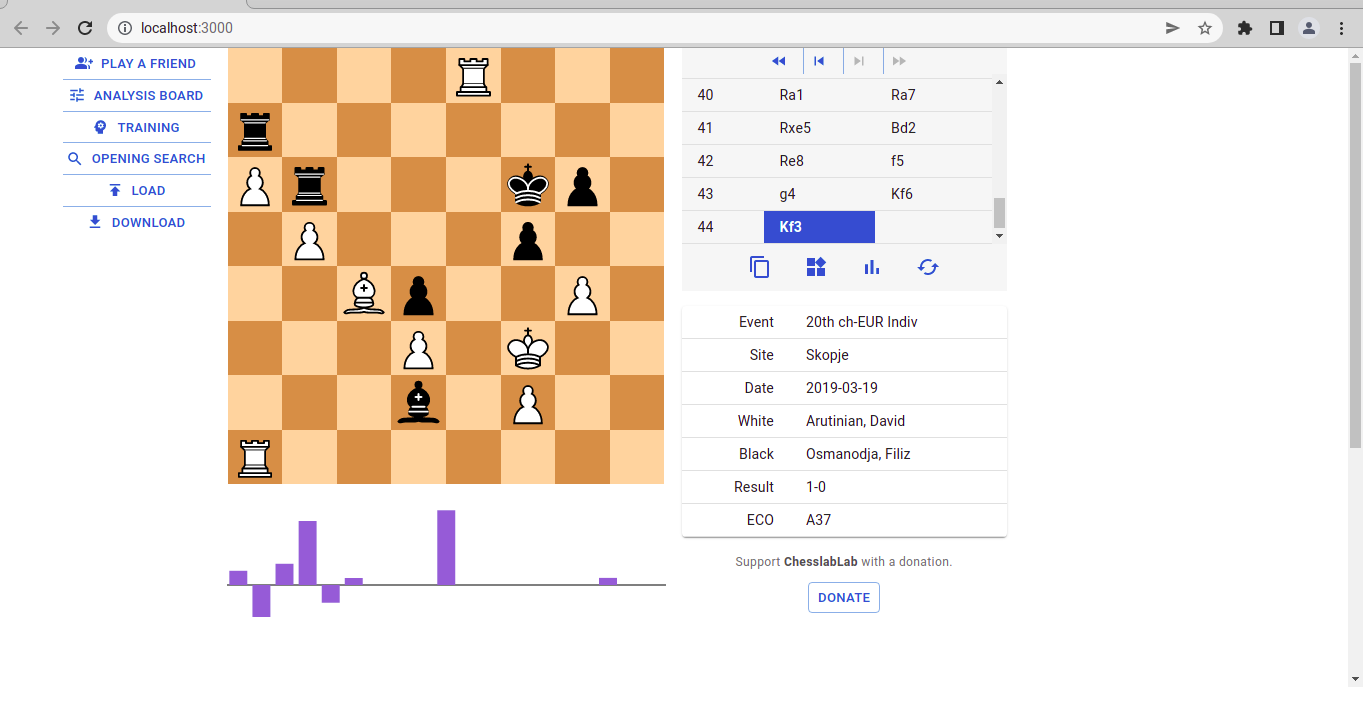 localhost:3000
PLAY A FRIEND
ANALYSIS BOARD
TRAINING
OPENING SEARCH
LOAD
DOWNLOAD
40 Ra1 Ra7
41 Rxe5 Bd2
42 Re8 f5
43 g4 Kf6
44 Kf3
Event 20th ch-EUR Indiv
Site Skopje
Date 2019-03-19
White Arutinian, David
Black Osmanodja, Filiz
Result 1-0
ECO A37
Support ChesslabLab with a donation.
DONATE